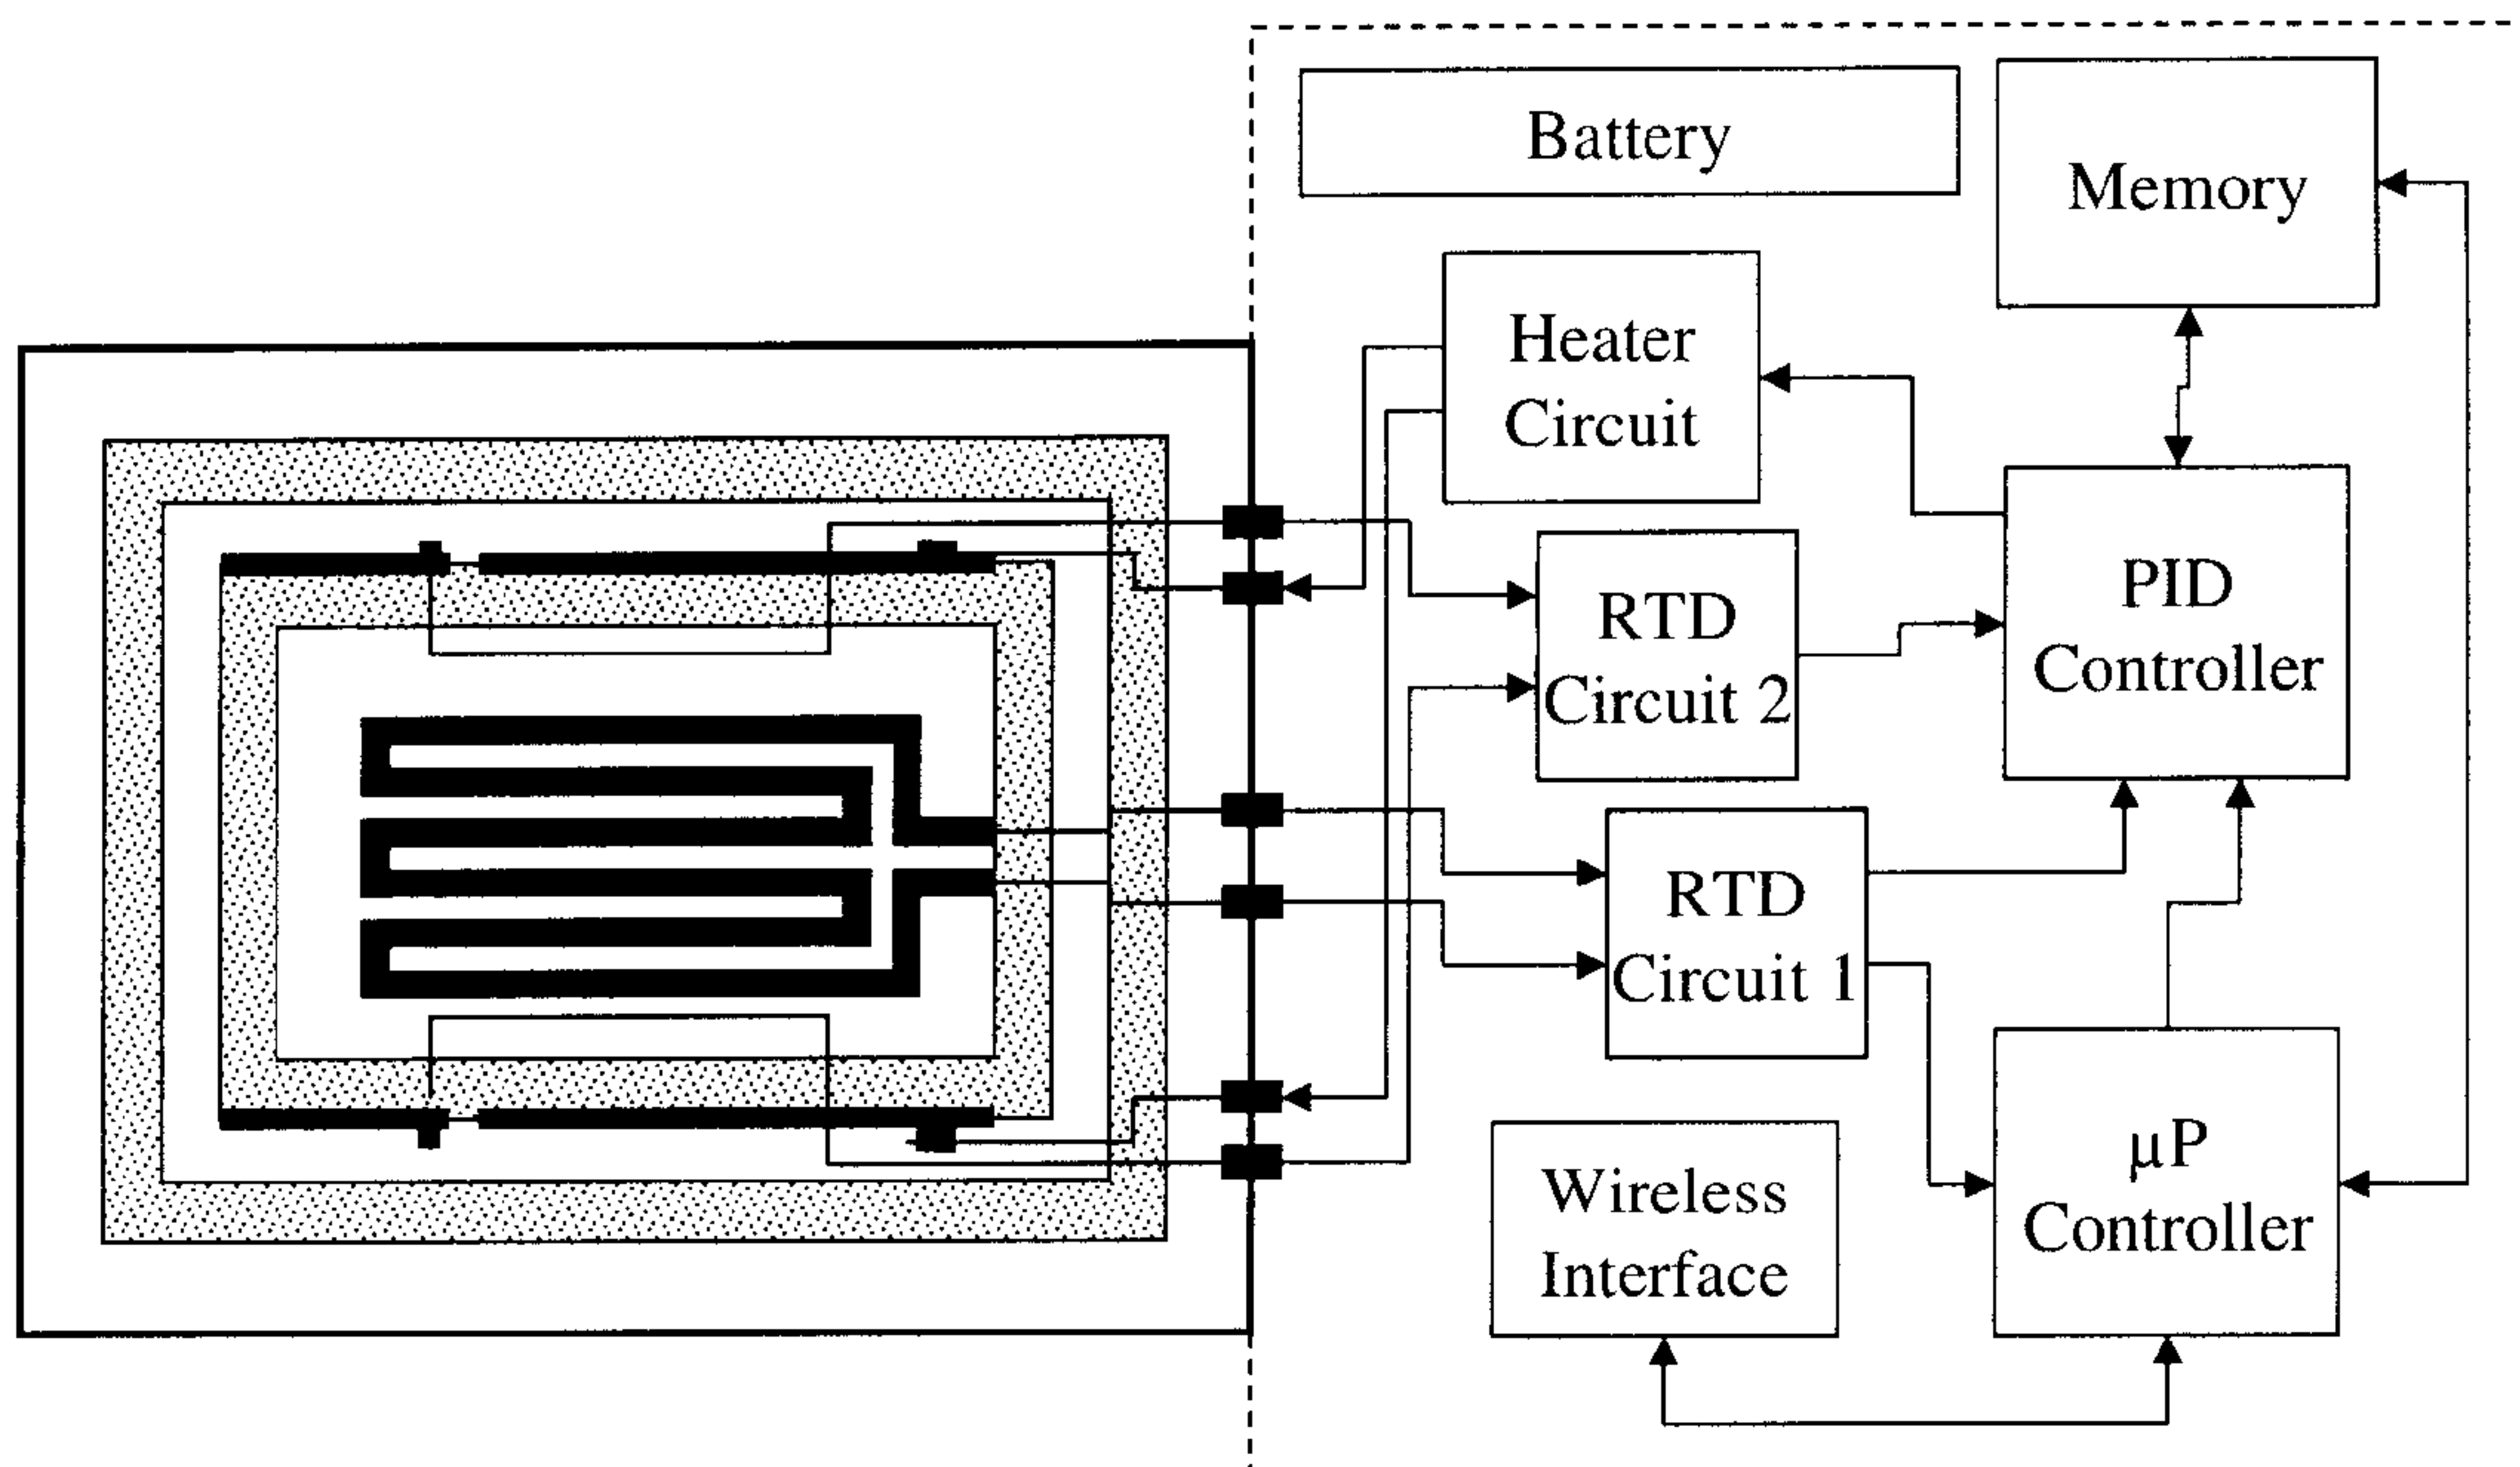 Battery
Memory
Heater
Circuit
RTD
Circuit 2
PID
Controller
RTD
Circuit 1
Wireless
Interface
µP
Controller